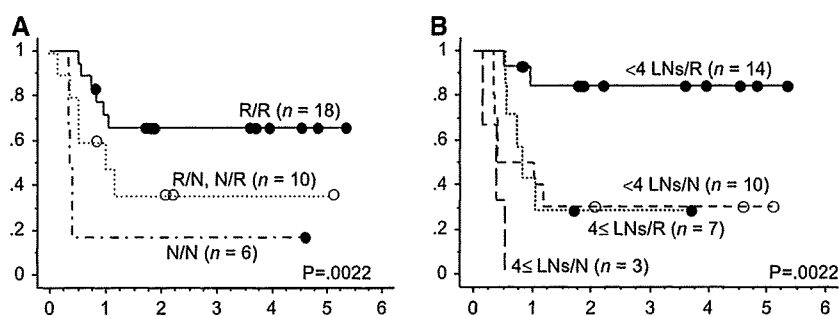 A
1
.8
.6
.4
.2
0
R/R (n = 18)
R/N, N/R (n = 10)
N/N (n = 6)
P=.0022
0 1 2 3 4 5 6
B
1
.8
.6
.4
.2
0
<4 LNs/R (n = 14)
<4 LNs/N (n = 10)
4≤ LNs/R (n = 7)
4≤ LNs/N (n = 3)
P=.0022
0 1 2 3 4 5 6